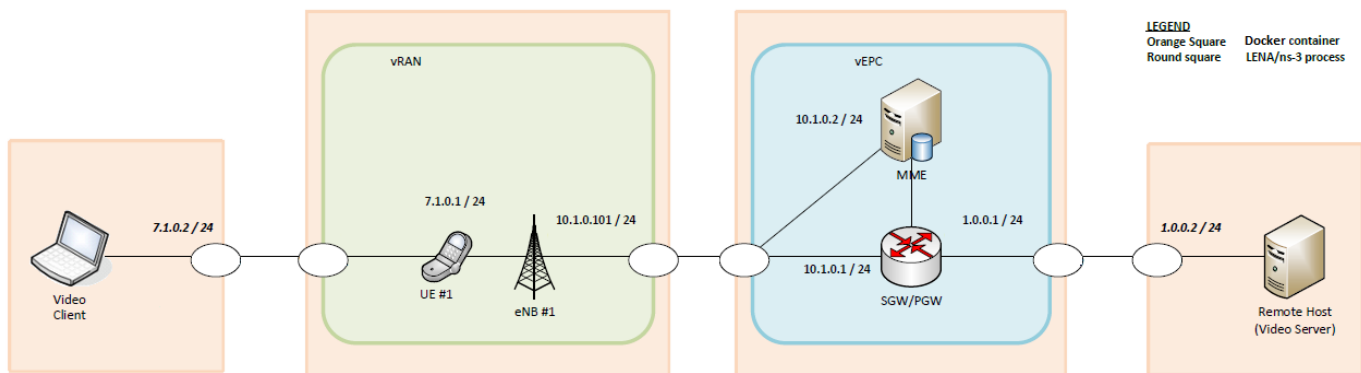 LEGEND
Orange Square Docker container
Round square LENA/ns-3 process
vRAN
vEPC
10.1.0.2 / 24
MME
7.1.0.2 / 24
7.1.0.1 / 24
10.1.0.101 / 24
1.0.0.1 / 24
1.0.0.2 / 24
10.1.0.1 / 24
UE #1
eNB #1
SGW/PGW
Video
Client
Remote Host
(Video Server)